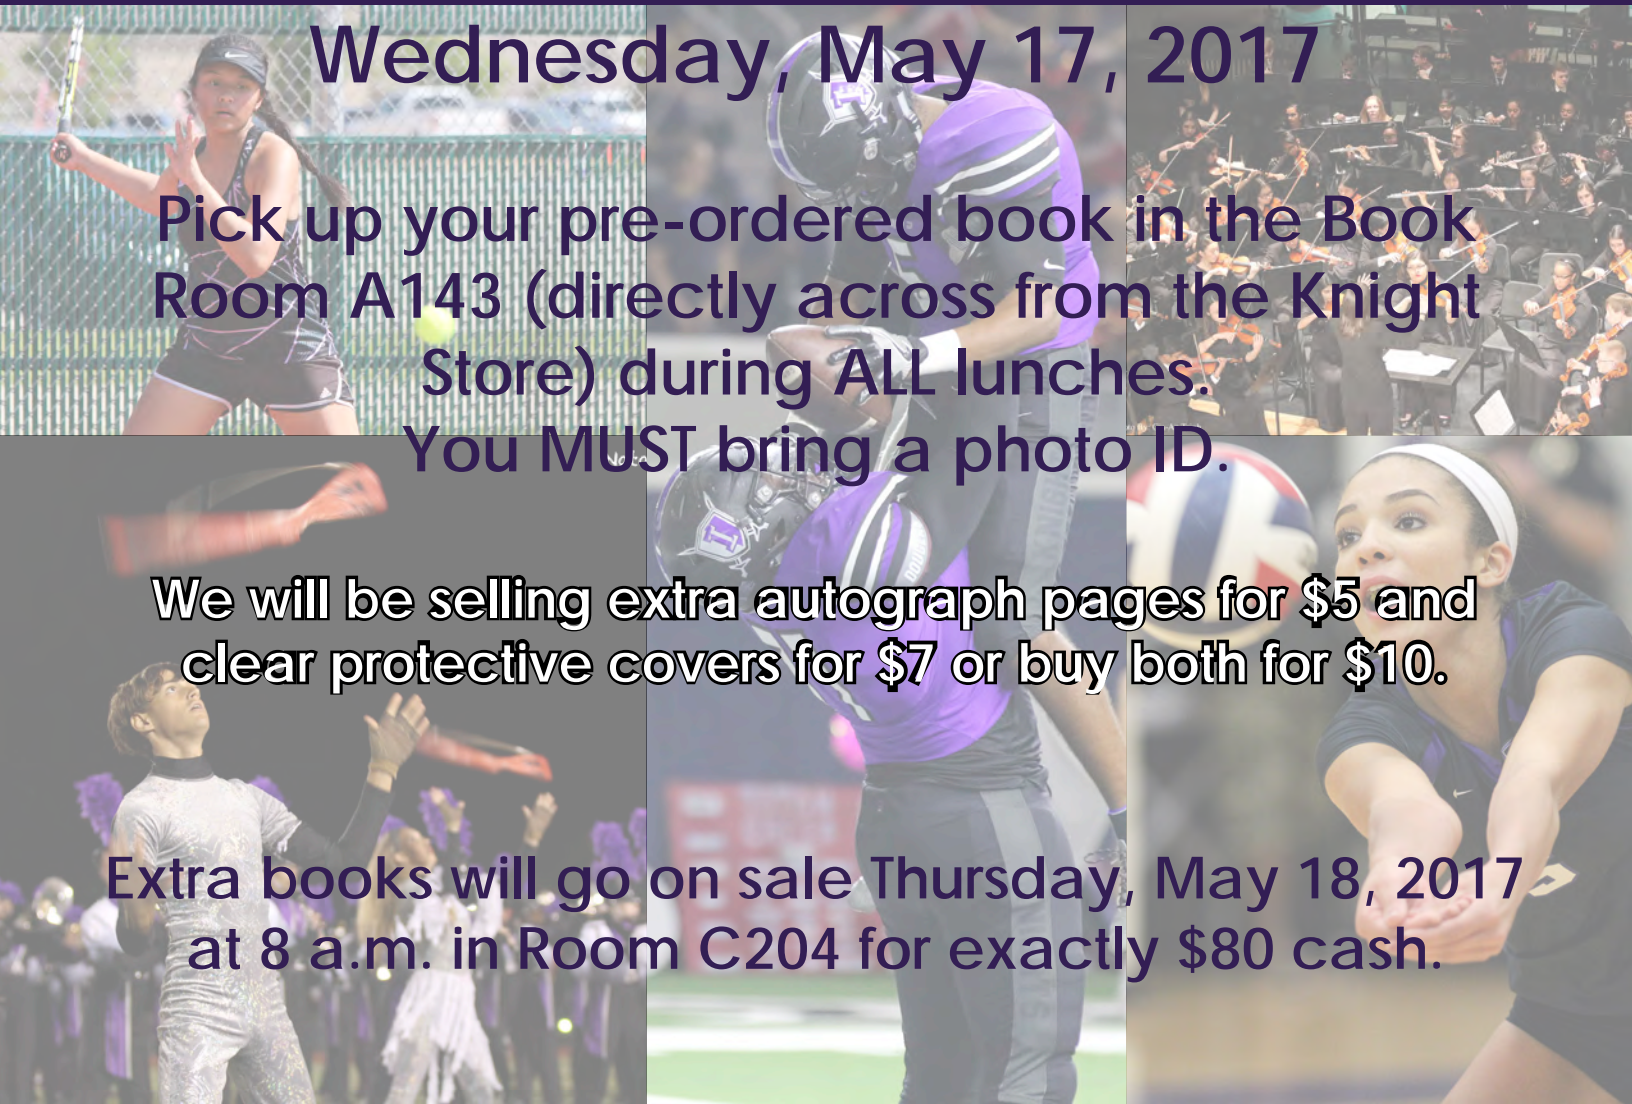 Wednesday, May 17, 2017
Pick up your pre-ordered book in the Book
Room A143 (directly across from the Knight
Store) during ALL lunches.
You MUST bring a photo ID.
We will be selling extra autograph pages for $5 and
clear protective covers for $7 or buy both for $10.
Extra books will go on sale Thursday, May 18, 2017
at 8 a.m. in Room C204 for exactly $80 cash.